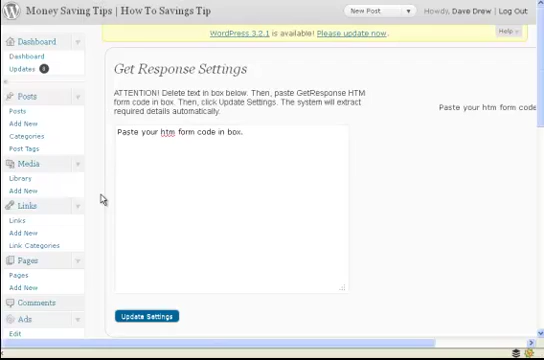 Money Saving Tips | How To Savings Tip
New Post
Howdy, Dave Drew | Log Out
WordPress 3.2.1 is available! Please update now.
Help
Dashboard
Dashboard
Updates
Posts
Posts
Add New
Categories
Post Tags
Media
Library
Add New
Links
Links
Add New
Link Categories
Pages
Pages
Add New
Comments
Ads
Edit
Get Response Settings
ATTENTION! Delete text in box below. Then, paste GetResponse HTM
form code in box. Then, click Update Settings. The system will extract
required details automatically.
Paste your htm form code in box.
Update Settings
Paste your htm form code